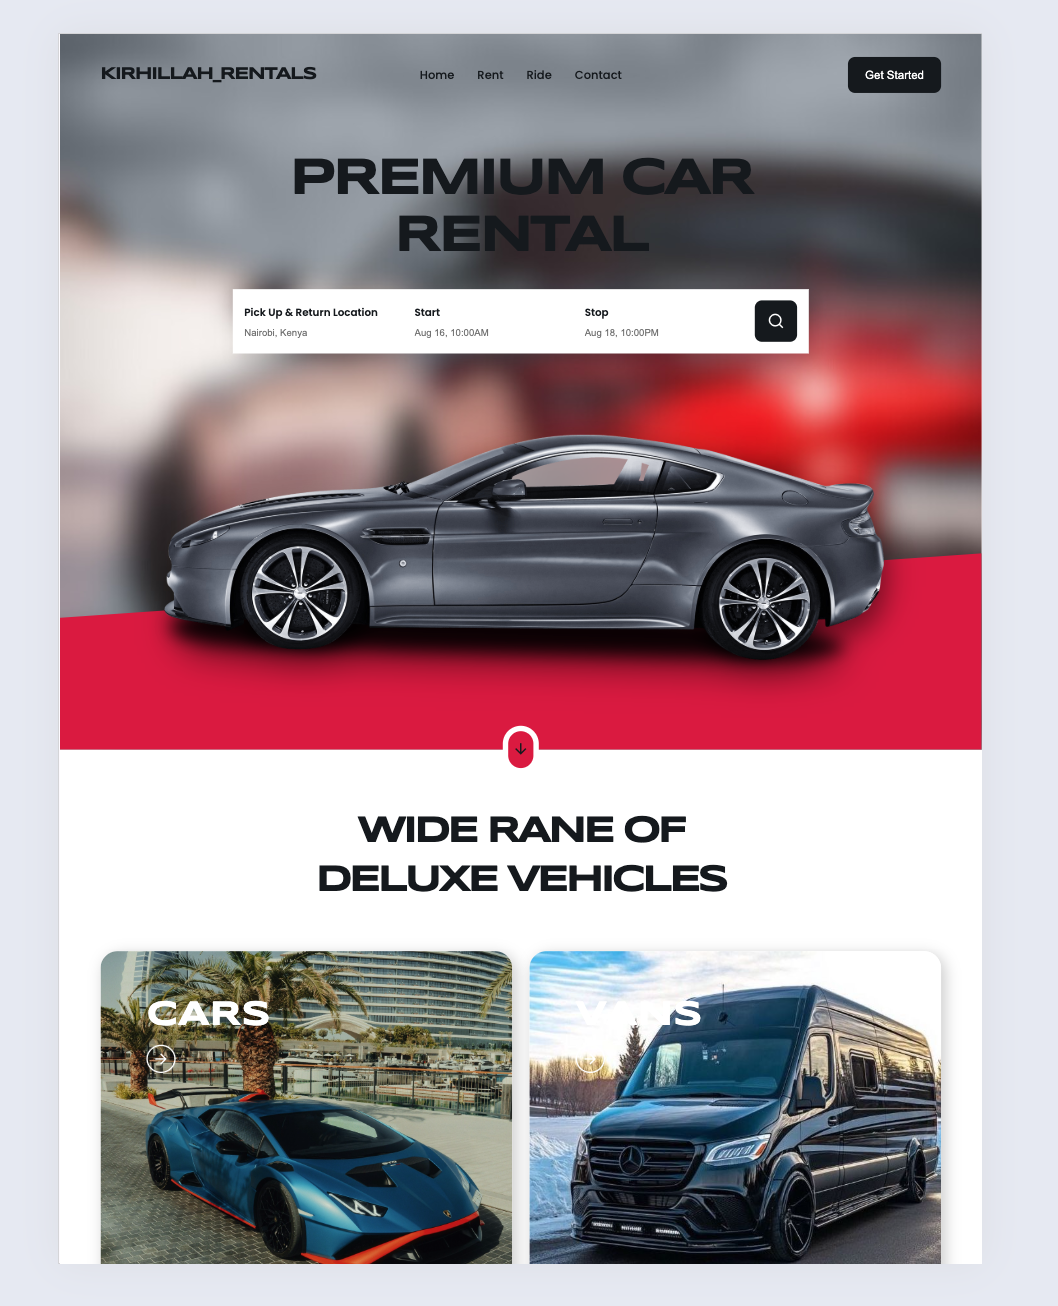 KIRHILLAH_RENTALS
Home Rent Ride Contact
Get Started
PREMIUM CAR
RENTAL
Pick Up & Return Location Start Stop
Nairobi, Kenya Aug 16, 10:00AM Aug 18, 10:00PM
WIDE RANE OF
DELUXE VEHICLES
CARS
VANS